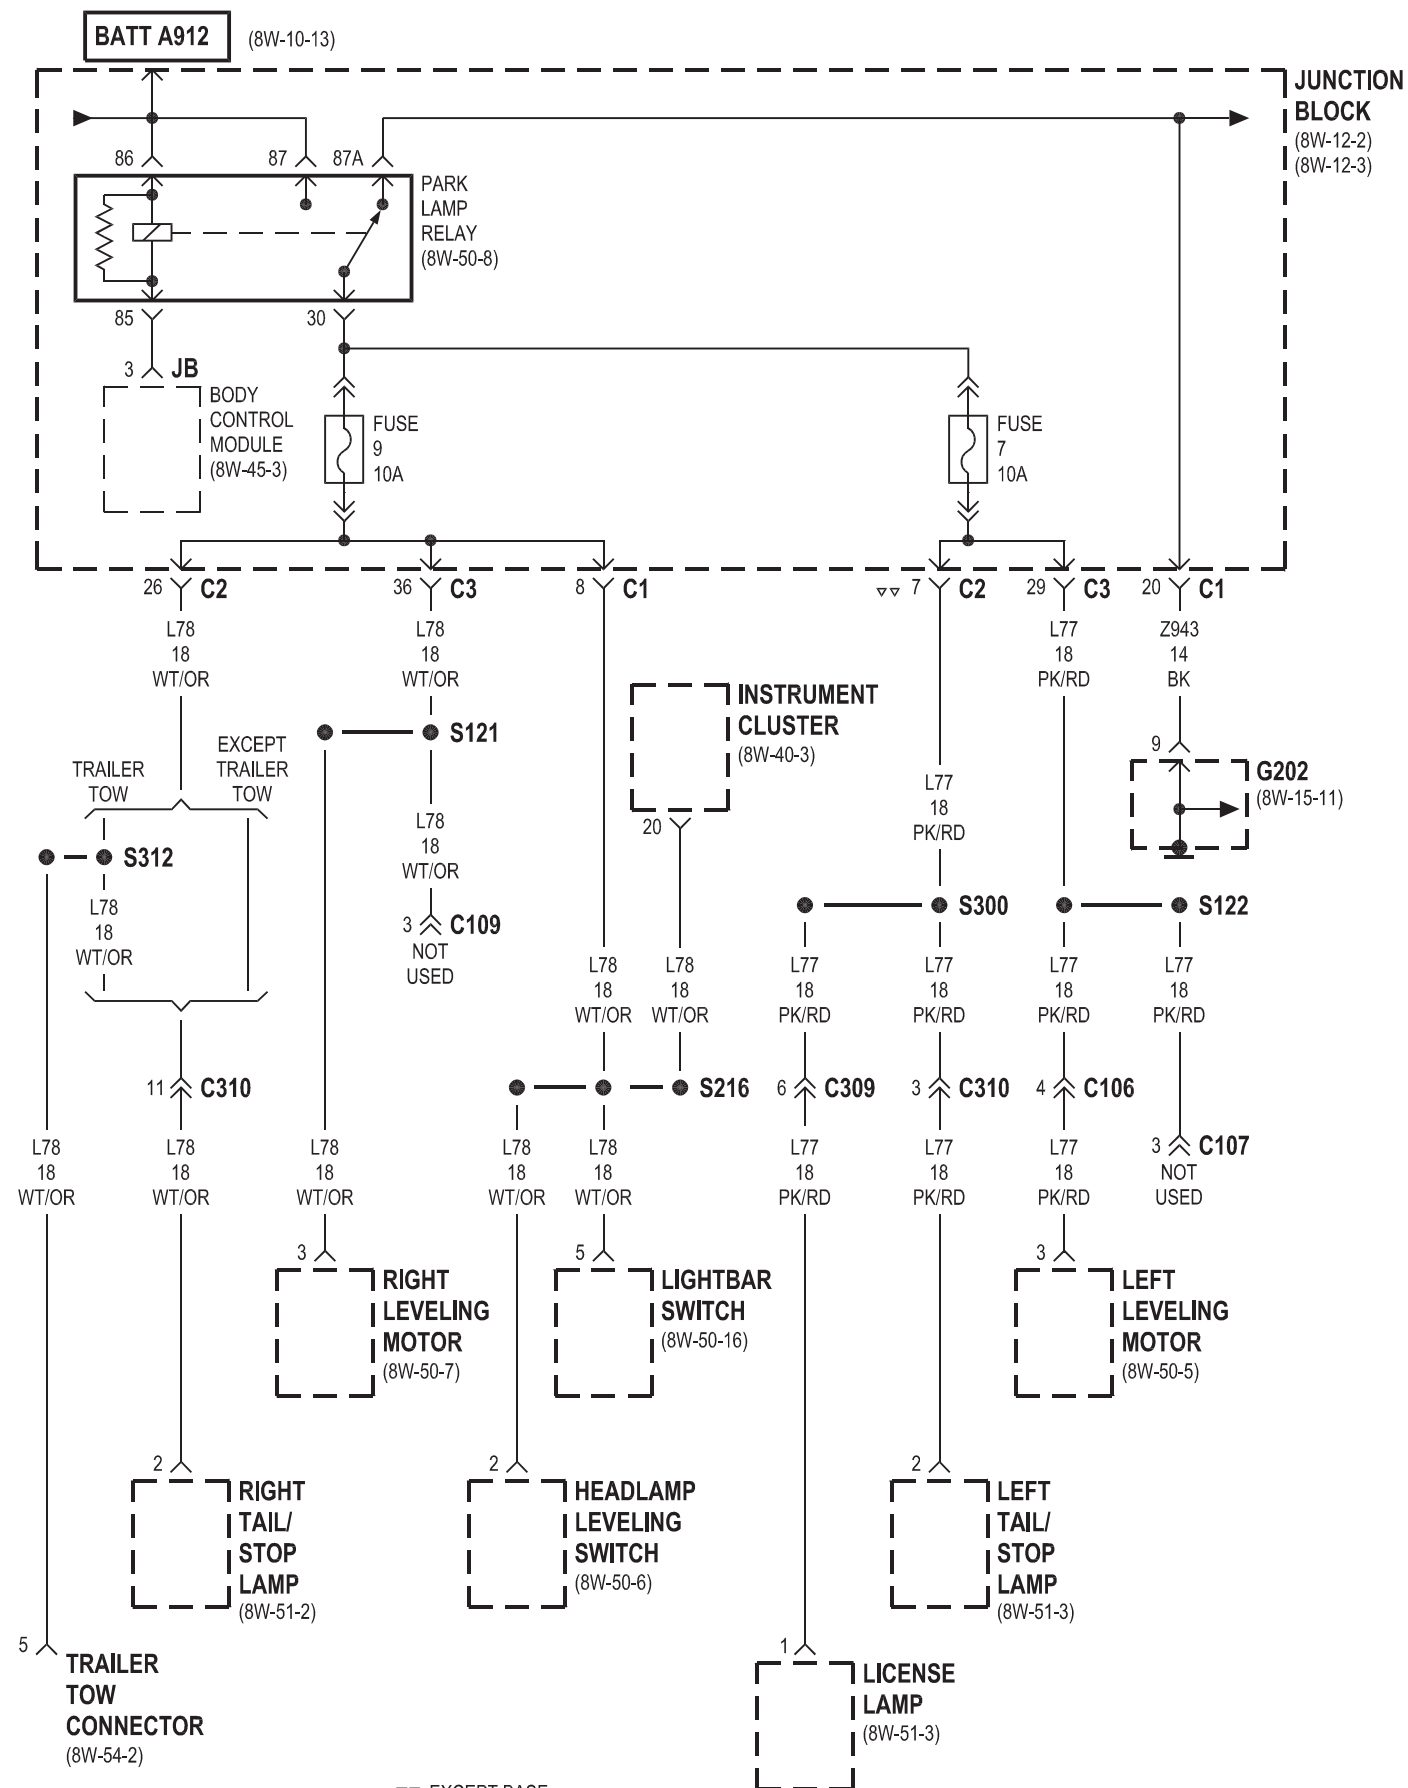 BATT A912 (8W-10-13)
JUNCTION
BLOCK
(8W-12-2)
(8W-12-3)
86 87 87A
PARK
LAMP
RELAY
(8W-50-8)
85 30
3 JB
BODY
CONTROL
MODULE
(8W-45-3)
FUSE
9
10A
FUSE
7
10A
26 C2 36 C3 8 C1 7 C2 29 C3 20 C1
L78
18
WT/OR
L78
18
WT/OR
L77
18
PK/RD
Z943
14
BK
INSTRUMENT
CLUSTER
(8W-40-3)
20
S121
EXCEPT
TRAILER
TOW
TRAILER
TOW
9
G202
(8W-15-11)
L77
18
PK/RD
L78
18
WT/OR
S312
L78
18
WT/OR
3 C109
NOT
USED
S300
S122
L78
18
WT/OR
L78
18
WT/OR
L77
18
PK/RD
L77
18
PK/RD
L77
18
PK/RD
L77
18
PK/RD
11 C310
S216
6 C309
3 C310
4 C106
3 C107
NOT
USED
L78
18
WT/OR
L78
18
WT/OR
L78
18
WT/OR
L78
18
WT/OR
L78
18
WT/OR
L77
18
PK/RD
L77
18
PK/RD
L77
18
PK/RD
3
RIGHT
LEVELING
MOTOR
(8W-50-7)
5
LIGHTBAR
SWITCH
(8W-50-16)
3
LEFT
LEVELING
MOTOR
(8W-50-5)
2
RIGHT
TAIL/
STOP
LAMP
(8W-51-2)
2
HEADLAMP
LEVELING
SWITCH
(8W-50-6)
2
LEFT
TAIL/
STOP
LAMP
(8W-51-3)
5
TRAILER
TOW
CONNECTOR
(8W-54-2)
1
LICENSE
LAMP
(8W-51-3)
EXCEPT BASE